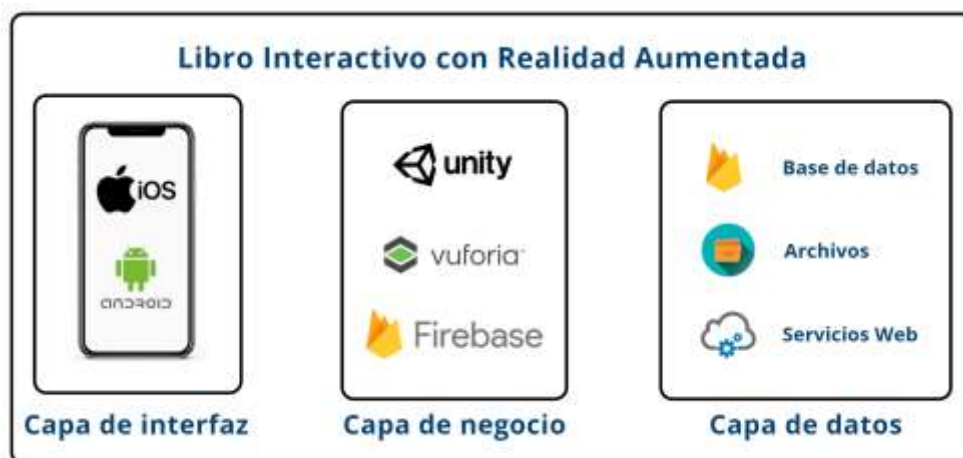 Libro Interactivo con Realidad Aumentada
iOS
ANDROID
Capa de interfaz
unity
vuforia™
Firebase
Capa de negocio
Base de datos
Archivos
Servicios Web
Capa de datos